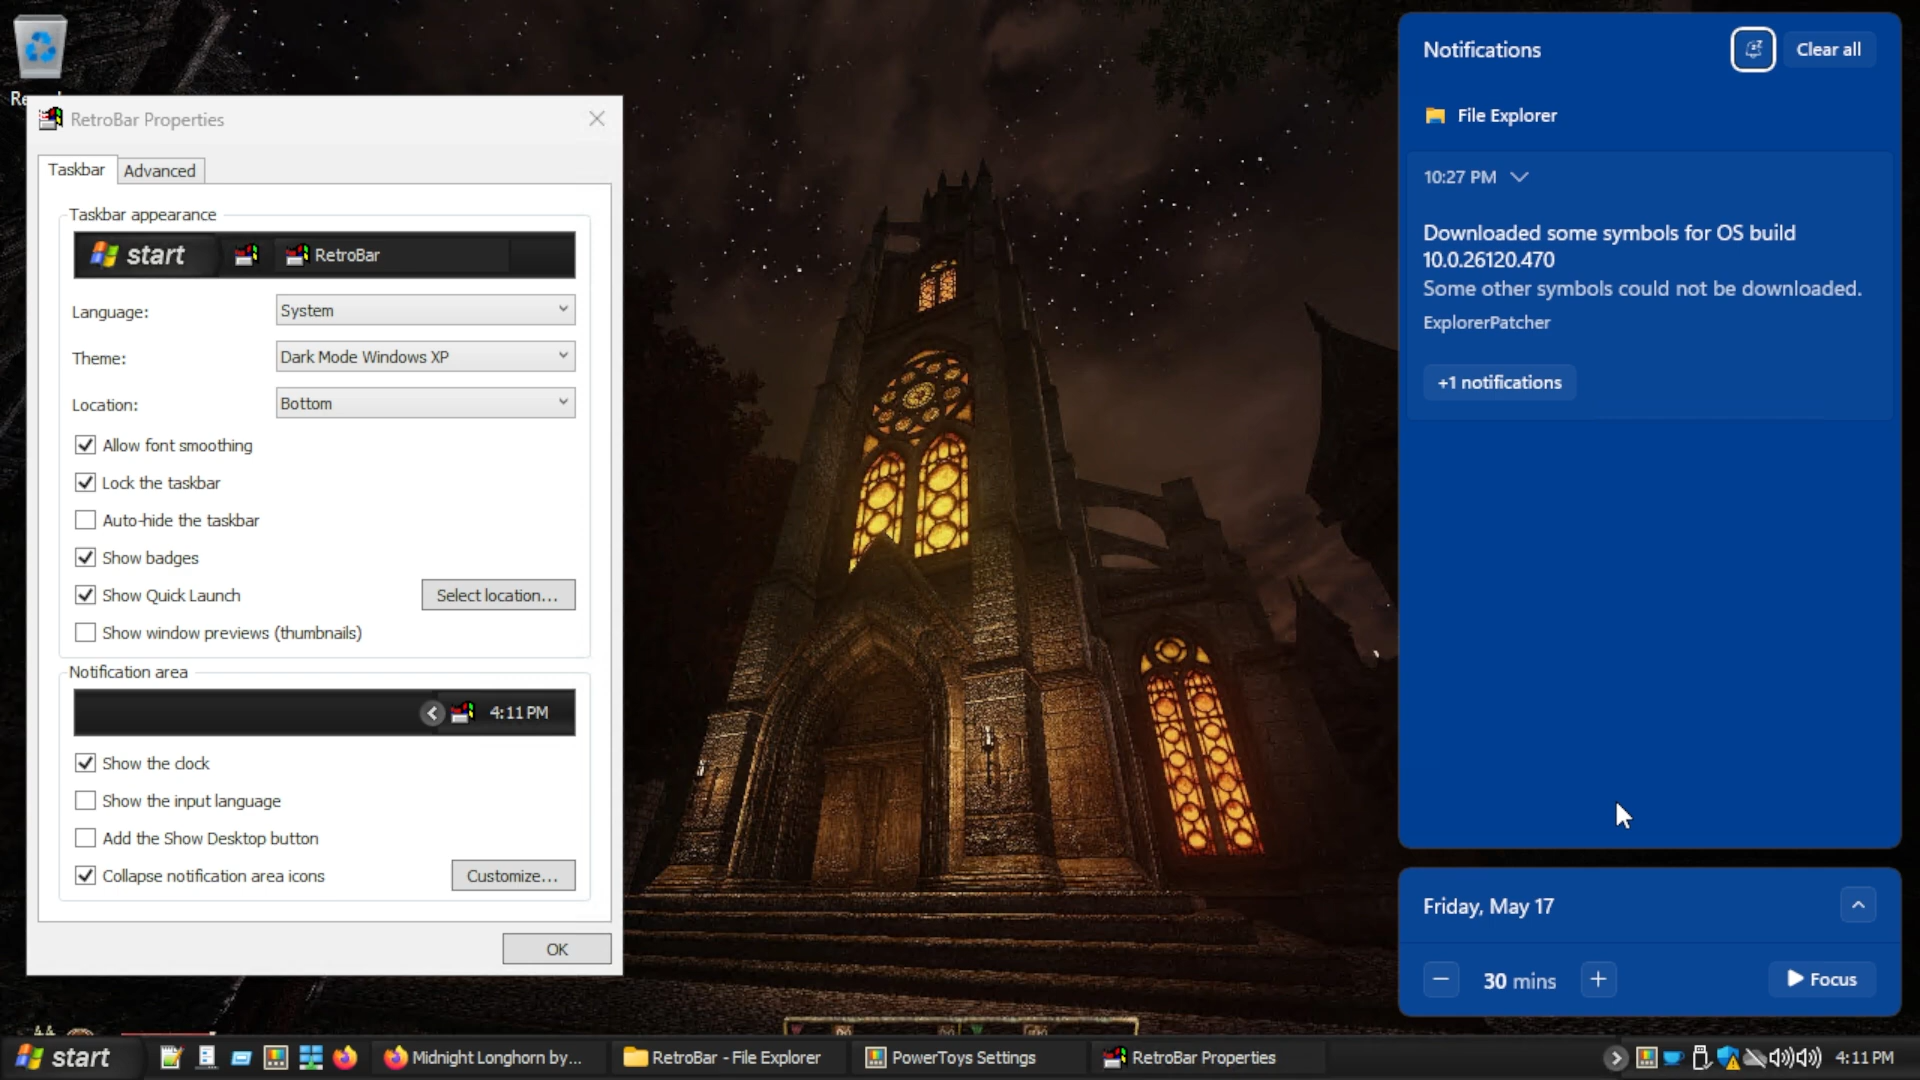 Notifications
Clear all
File Explorer
10:27 PM
Downloaded some symbols for OS build
10.0.26120.470
Some other symbols could not be downloaded.
ExplorerPatcher
+1 notifications
Friday, May 17
30 mins
Focus
RetroBar Properties
Taskbar
Advanced
Taskbar appearance
start
RetroBar
Language:
System
Theme:
Dark Mode Windows XP
Location:
Bottom
Allow font smoothing
Lock the taskbar
Auto-hide the taskbar
Show badges
Show Quick Launch
Select location...
Show window previews (thumbnails)
Notification area
4:11 PM
Show the clock
Show the input language
Add the Show Desktop button
Collapse notification area icons
Customize...
OK
start
Midnight Longhorn by...
RetroBar - File Explorer
PowerToys Settings
RetroBar Properties
4:11 PM